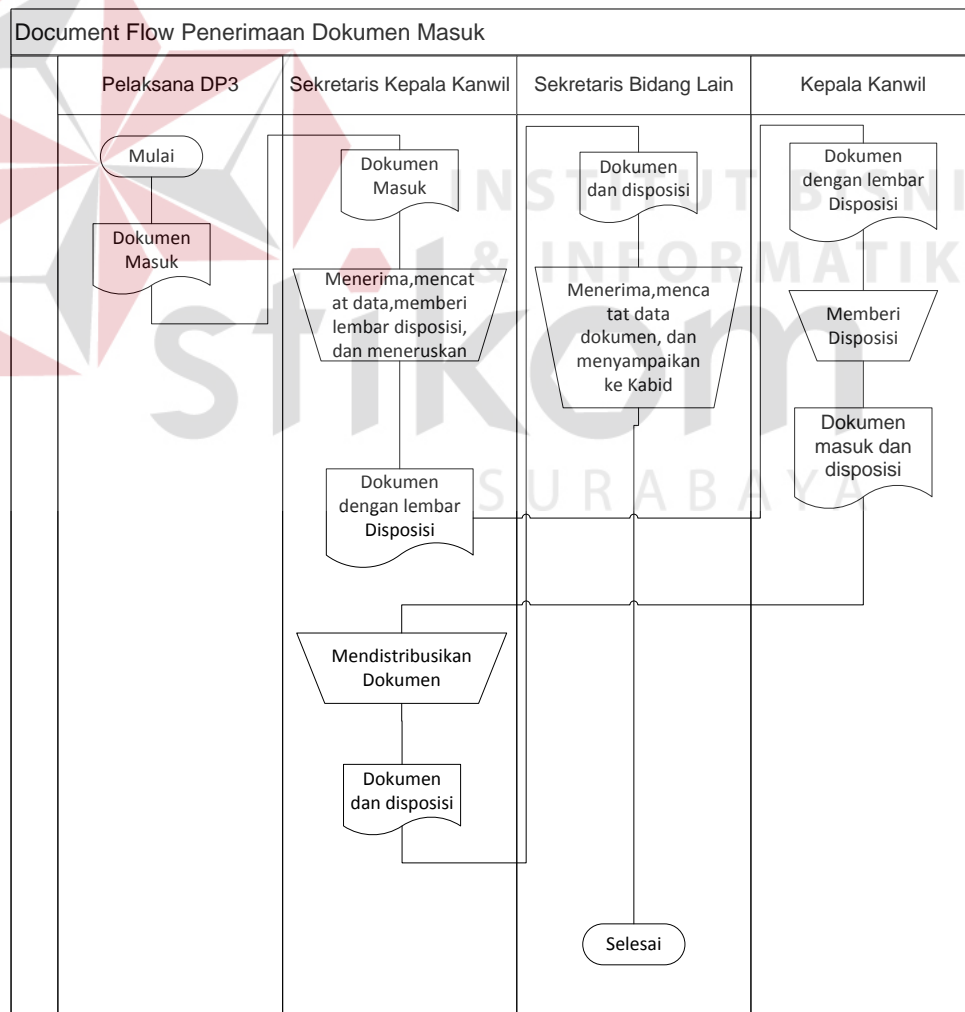 Document Flow Penerimaan Dokumen Masuk
Pelaksana DP3
Sekretaris Kepala Kanwil
Sekretaris Bidang Lain
Kepala Kanwil
Mulai
Dokumen
Masuk
Dokumen
Masuk
Menerima,mencat
at data,memberi
lembar disposisi,
dan meneruskan
Dokumen
dengan lembar
Disposisi
Mendistribusikan
Dokumen
Dokumen
dan disposisi
Dokumen
dan disposisi
Menerima,menca
tat data
dokumen, dan
menyampaikan
ke Kabid
Selesai
Dokumen
dengan lembar
Disposisi
Memberi
Disposisi
Dokumen
masuk dan
disposisi
INSTITUT BISNI
& INFORMATIK
stikom
SURABAYA